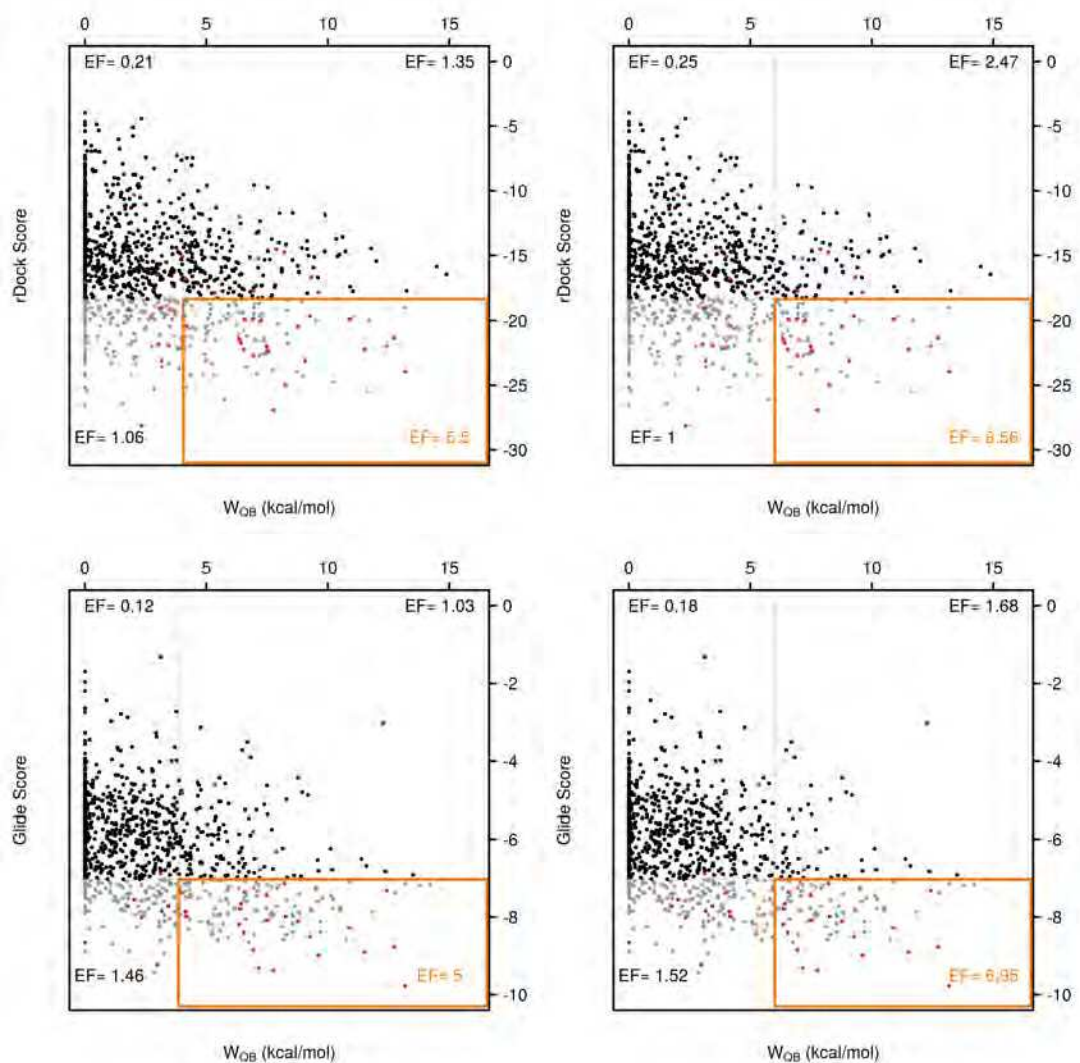 0 5 10 15
EF= 0.21 EF= 1.35
0
-5
-10
-15
-20
-25
-30
rDock Score
EF= 1.06 EF=
W_QB (kcal/mol)
0 5 10 15
EF= 0.25 EF= 2.47
0
-5
-10
-15
-20
-25
-30
rDock Score
EF= 1 EF=
W_QB (kcal/mol)
0 5 10 15
EF= 0.12 EF= 1.03
0
-2
-4
-6
-8
-10
Glide Score
EF= 1.46 EF= 5
W_QB (kcal/mol)
0 5 10 15
EF= 0.18 EF= 1.68
0
-2
-4
-6
-8
-10
Glide Score
EF= 1.52 EF=
W_QB (kcal/mol)